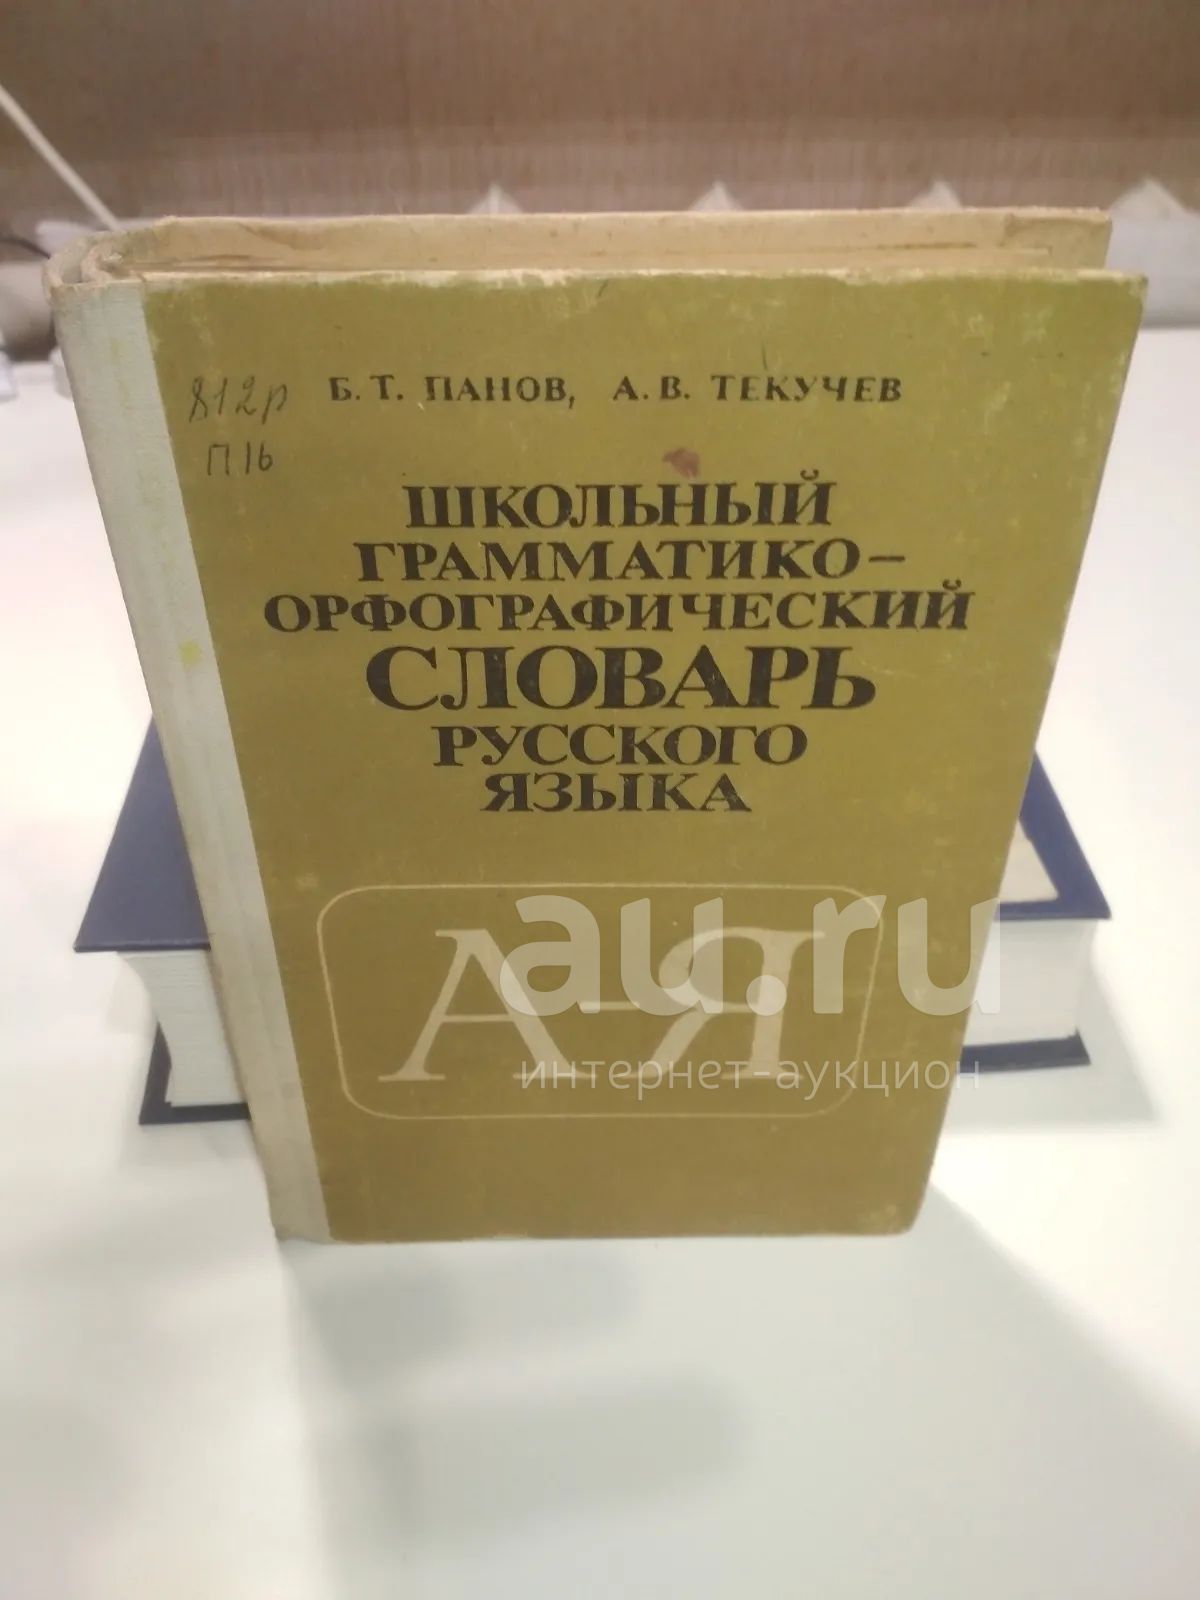 812р
П16
Б. Т. ПАНОВ, А. В. ТЕКУЧЕВ
ШКОЛЬНЫЙ
ГРАММАТИКО-
ОРФОГРАФИЧЕСКИЙ
СЛОВАРЬ
РУССКОГО
ЯЗЫКА
А-Я
au.ru
интернет-аукцион